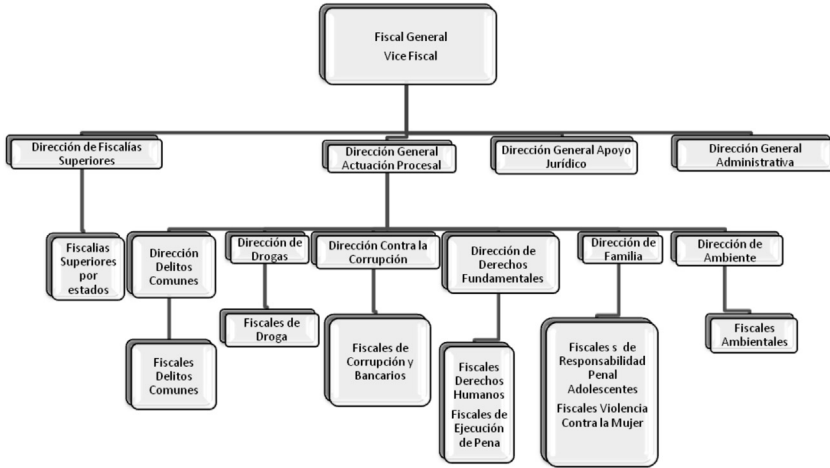 Fiscal General
Vice Fiscal
Dirección de Fiscalías
Superiores
Dirección General
Actuación Procesal
Dirección General Apoyo
Jurídico
Dirección General
Administrativa
Fiscalías
Superiores
por
estados
Dirección
Delitos
Comunes
Dirección de
Drogas
Dirección Contra la
Corrupción
Dirección de
Derechos
Fundamentales
Dirección de
Familia
Dirección de
Ambiente
Fiscales
Delitos
Comunes
Fiscales de
Droga
Fiscales de
Corrupción y
Bancarios
Fiscales
Derechos
Humanos
Fiscales de
Ejecución
de Pena
Fiscales s de
Responsabilidad
Penal
Adolescentes
Fiscales Violencia
Contra la Mujer
Fiscales
Ambientales